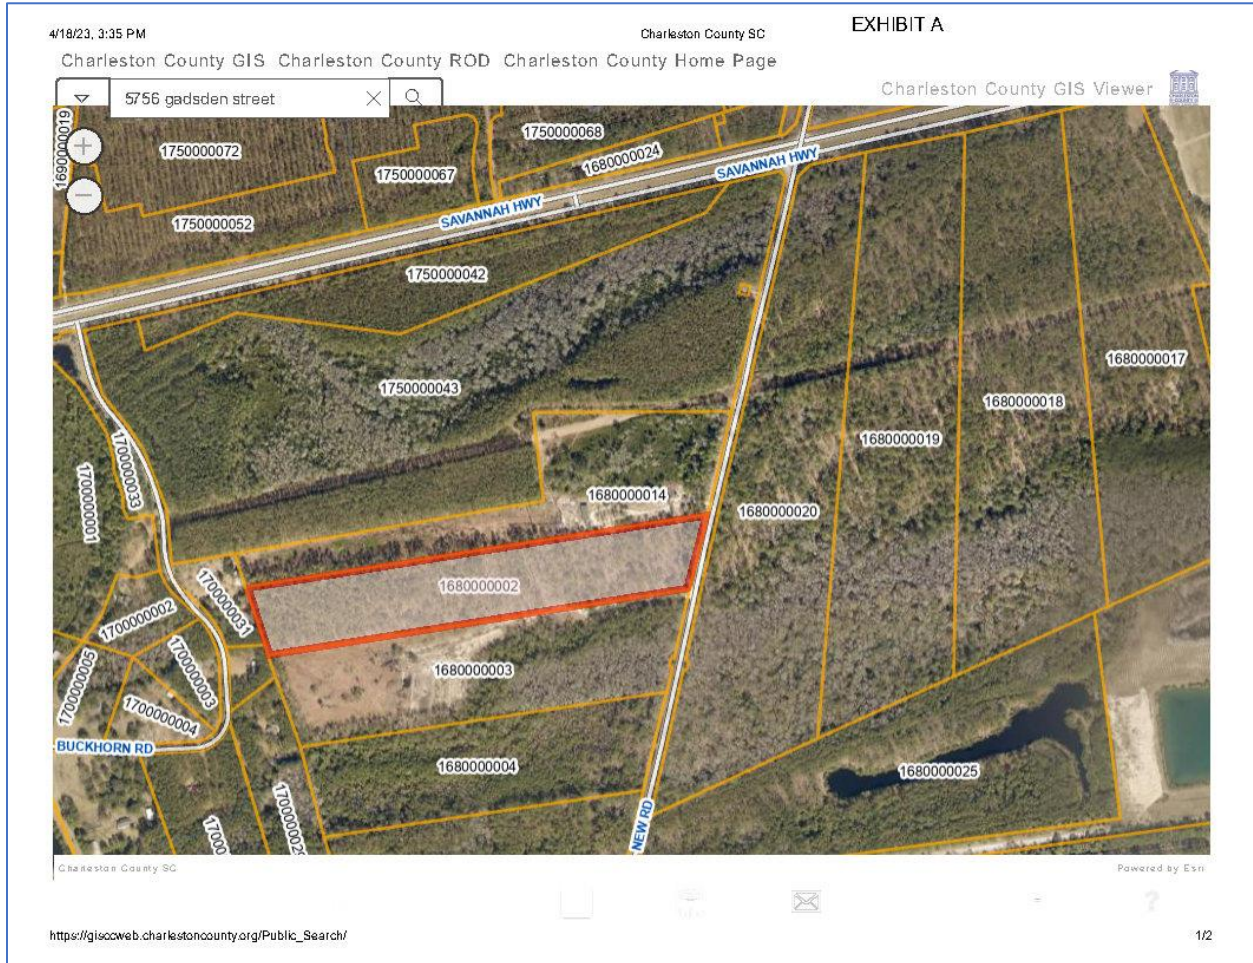 4/18/23, 3:35 PM
Charleston County SC
EXHIBIT A
Charleston County GIS Charleston County ROD Charleston County Home Page
5756 gadsden street
Charleston County GIS Viewer
1690000019
1750000072
1750000068
1680000024
1750000067
SAVANNAH HWY
SAVANNAH HWY
1750000052
1750000042
1750000043
1680000017
1680000018
1680000019
1700000033
1700000001
1680000014
1680000020
1680000002
1700000031
1700000002
1700000003
1700000005
1700000004
1680000003
BUCKHORN RD
1680000004
1680000025
17000
NEW RD
Charleston County SC
Powered by Esri
?
https://gisccweb.charlestoncounty.org/Public_Search/
1/2